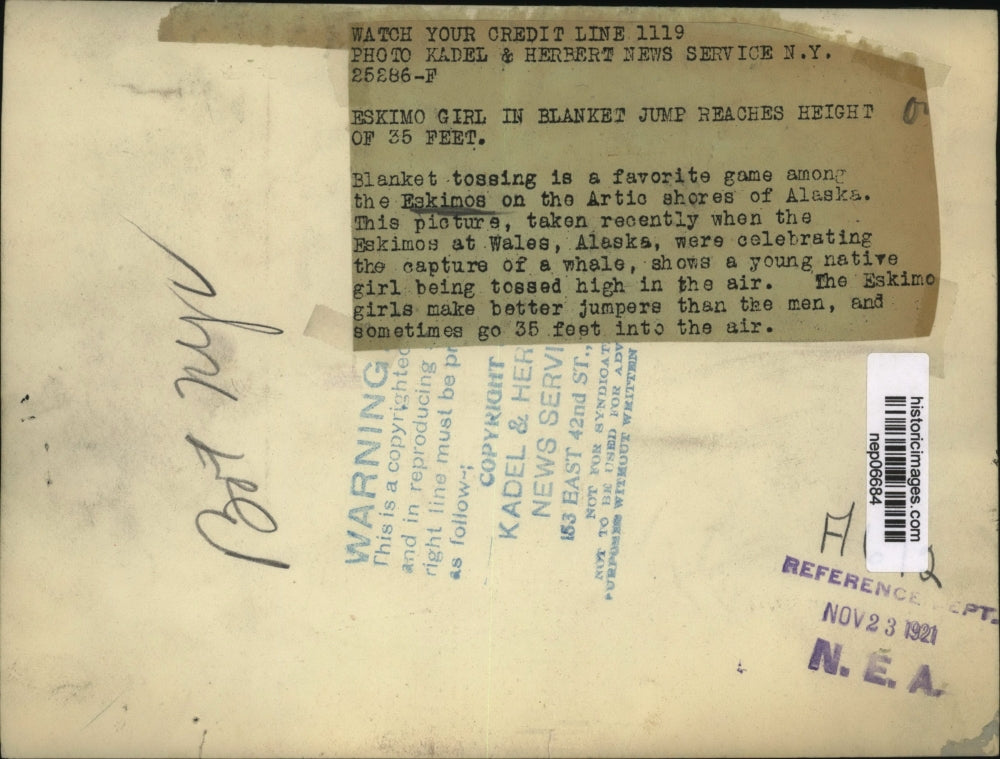 WATCH YOUR CREDIT LINE 1119
PHOTO KADEL & HERBERT NEWS SERVICE N.Y.
25286-F
ESKIMO GIRL IN BLANKET JUMP REACHES HEIGHT
OF 35 FEET.
Blanket tossing is a favorite game among
the Eskimos on the Artic shores of Alaska.
This picture, taken recently when the
Eskimos at Wales, Alaska, were celebrating
the capture of a whale, shows a young native
girl being tossed high in the air. The Eskimo
girls make better jumpers than the men, and
sometimes go 35 feet into the air.
WARNING
This is a copyrighted
and in reproducing
right line must be pr
as follow-;
COPYRIGHT
KADEL & HER
NEWS SERVI
153 EAST 42nd ST.,
NOT FOR SYNDICAT
NOT TO BE USED FOR ADV
PURPOSES WITHOUT WRITTEN
historicimages.com
nep06684
REFERENCE EPT.
NOV 23 1921
N. E. A.